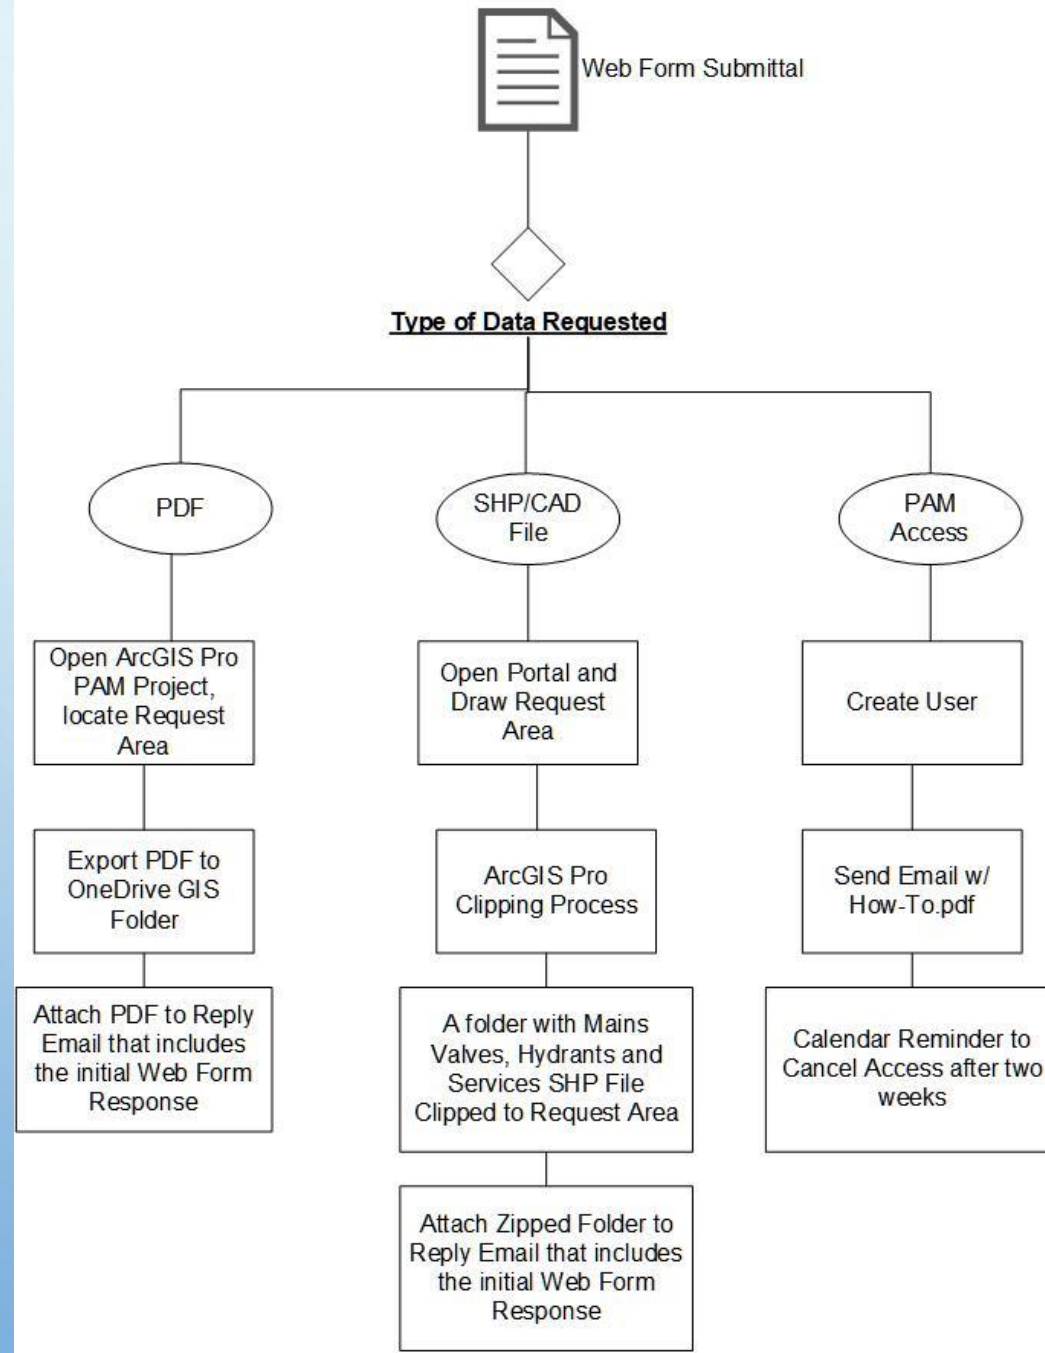 Web Form Submittal
Type of Data Requested
PDF
Open ArcGIS Pro
PAM Project,
locate Request
Area
Export PDF to
OneDrive GIS
Folder
Attach PDF to Reply
Email that includes
the initial Web Form
Response
SHP/CAD
File
Open Portal and
Draw Request
Area
ArcGIS Pro
Clipping Process
A folder with Mains
Valves, Hydrants and
Services SHP File
Clipped to Request Area
Attach Zipped Folder to
Reply Email that includes
the initial Web Form
Response
PAM
Access
Create User
Send Email w/
How-To.pdf
Calendar Reminder to
Cancel Access after two
weeks